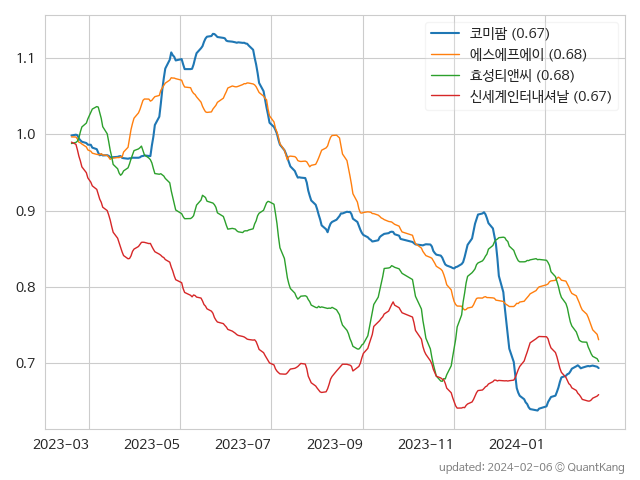 코미팜 (0.67)
에스에프에이 (0.68)
효성티앤씨 (0.68)
신세계인터내셔날 (0.67)
1.1
1.0
0.9
0.8
0.7
2023-03 2023-05 2023-07 2023-09 2023-11 2024-01
updated: 2024-02-06 © QuantKang